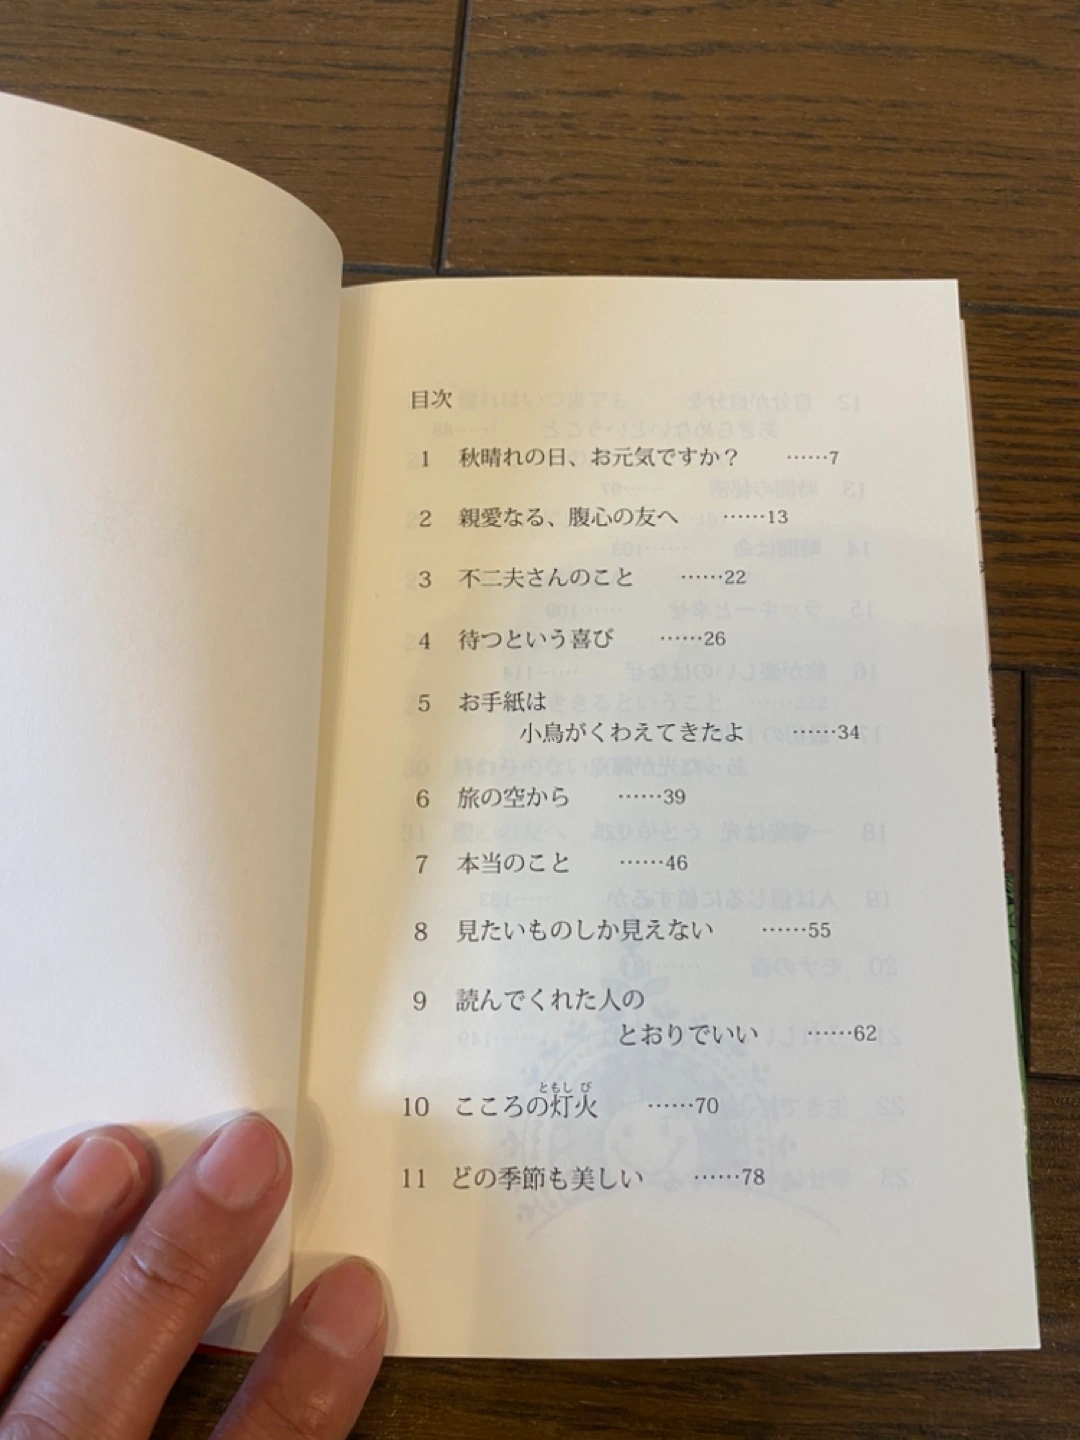 目次
1 秋晴れの日、お元気ですか？ ……7
2 親愛なる、腹心の友へ ……13
3 不二夫さんのこと ……22
4 待つという喜び ……26
5 お手紙は
小鳥がくわえてきたよ ……34
6 旅の空から ……39
7 本当のこと ……46
8 見たいものしか見えない ……55
9 読んでくれた人の
とおりでいい ……62
ともしび
10 こころの灯火 ……70
11 どの季節も美しい ……78